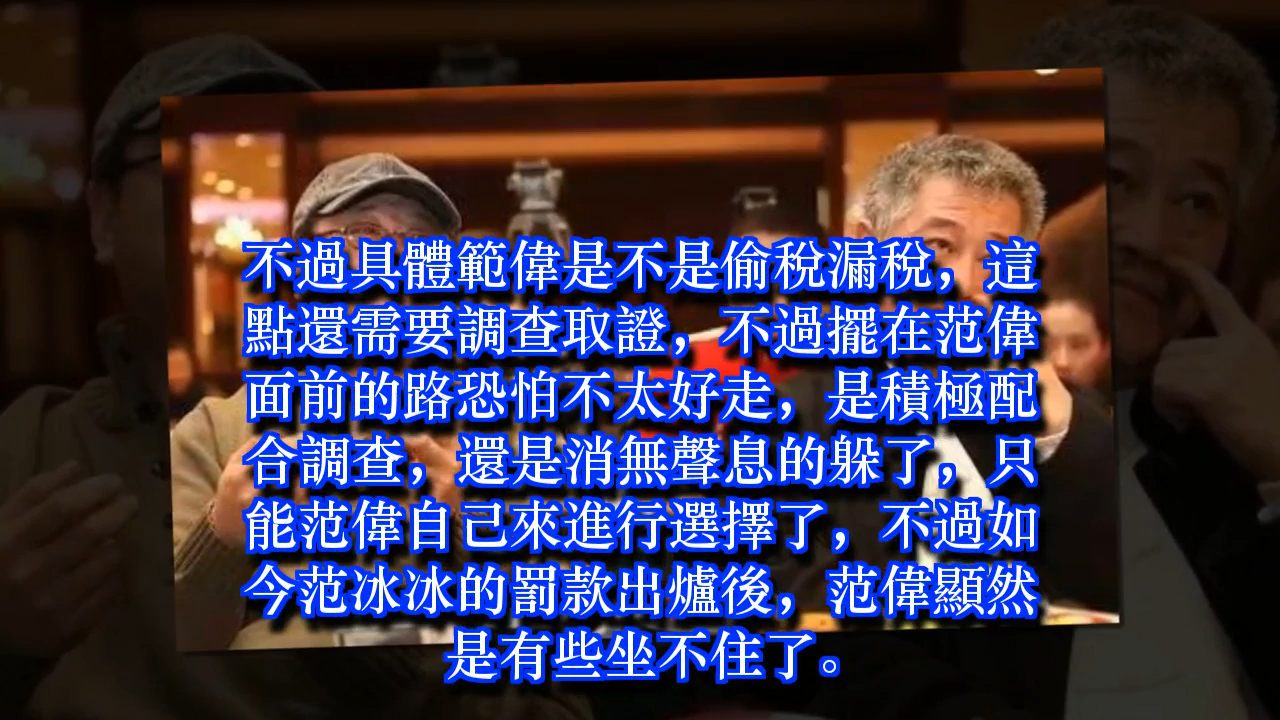 不過具體範偉是不是偷稅漏稅，這
點還需要調查取證，不過擺在范偉
面前的路恐怕不太好走，是積極配
合調查，還是消無聲息的躲了，只
能范偉自己來進行選擇了，不過如
今范冰冰的罰款出爐後，范偉顯然
是有些坐不住了。